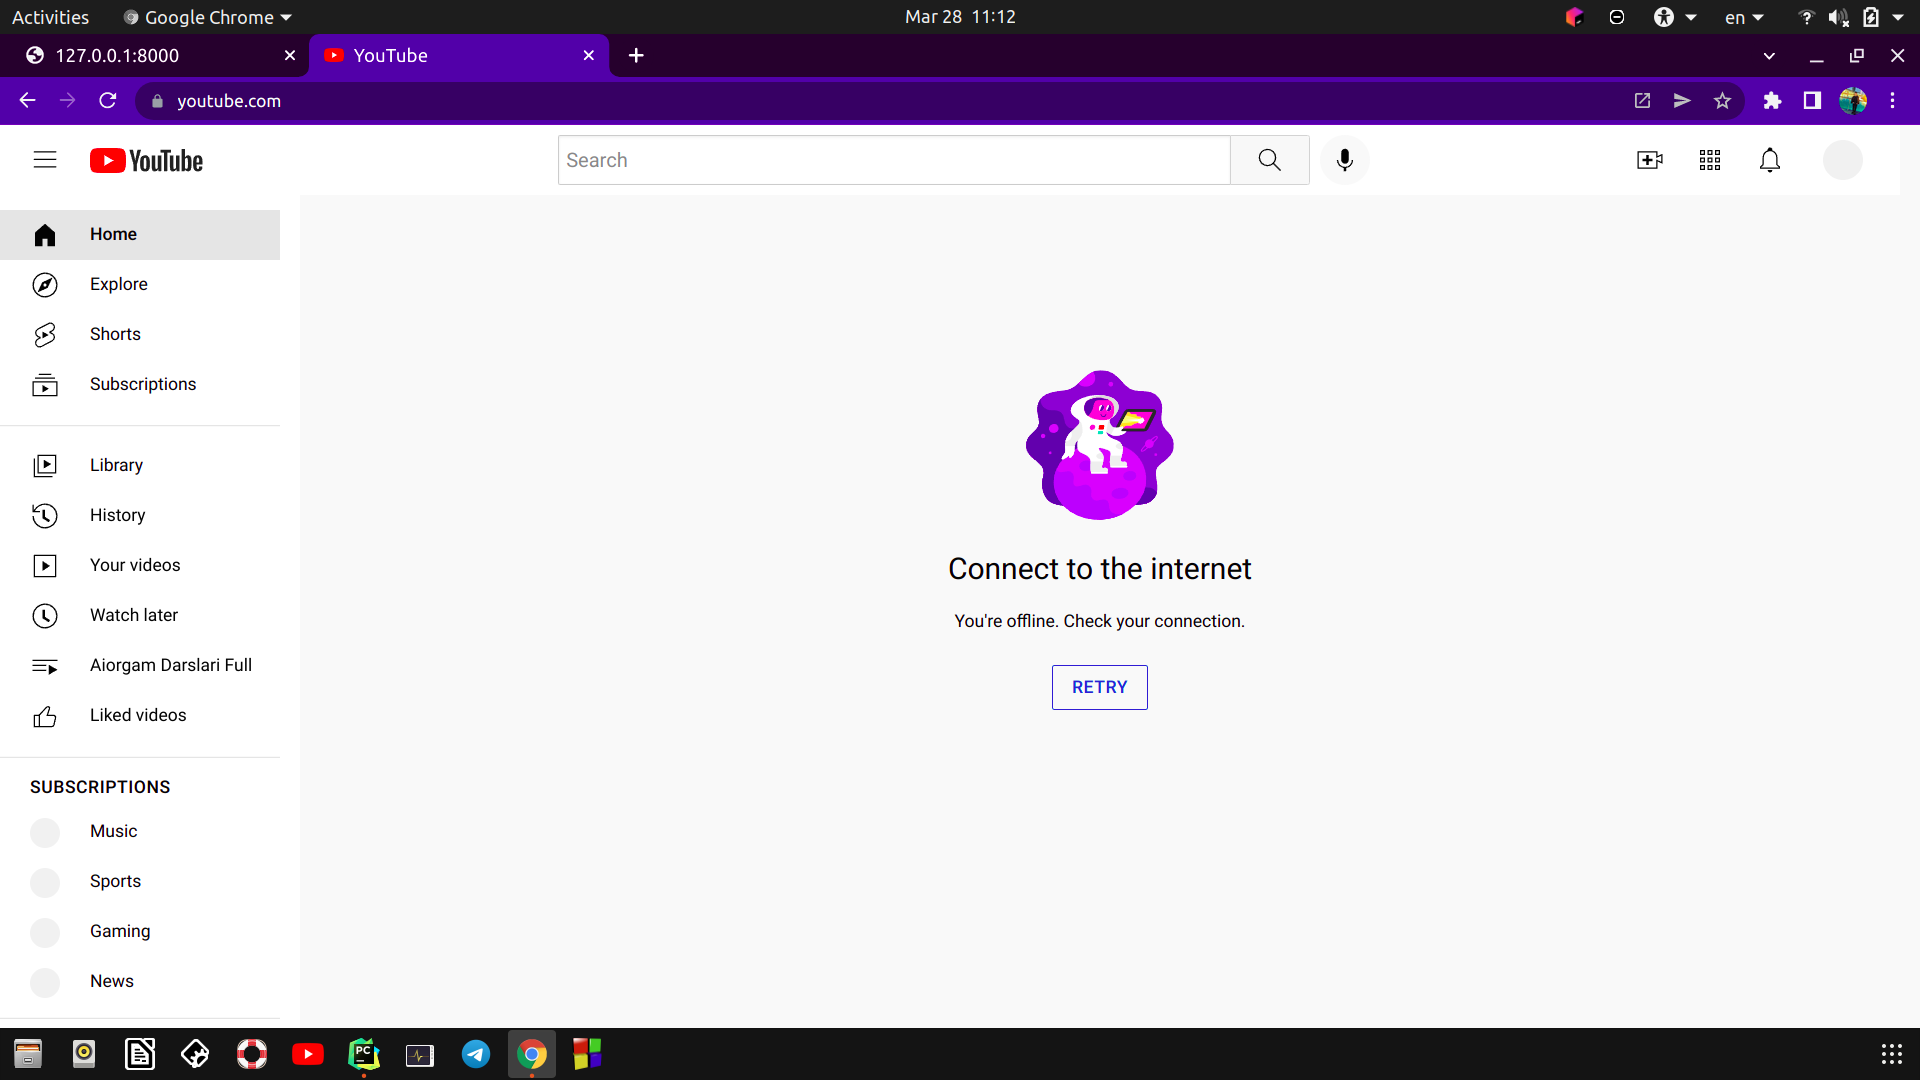 Activities Google Chrome Mar 28 11:12 en
127.0.0.1:8000 YouTube
youtube.com
YouTube Search
Home
Explore
Shorts
Subscriptions
Library
History
Your videos
Watch later
Aiorgam Darslari Full
Liked videos
SUBSCRIPTIONS
Music
Sports
Gaming
News
Connect to the internet
You're offline. Check your connection.
RETRY
PC